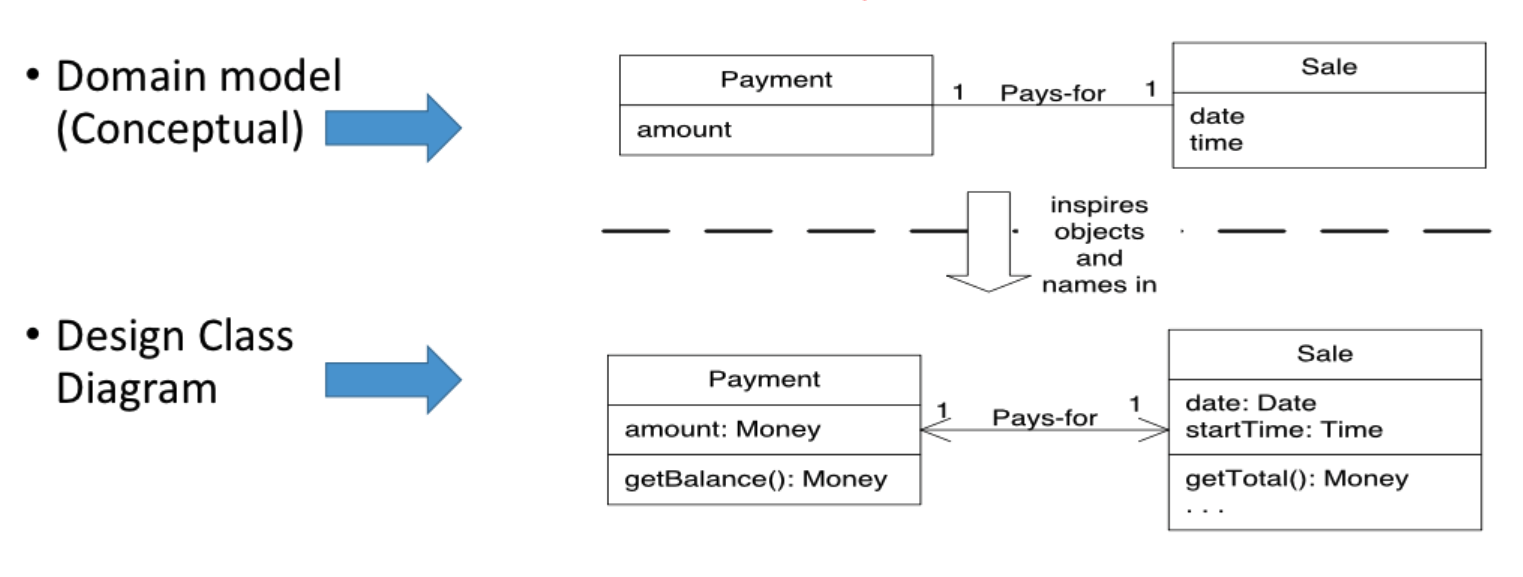 • Domain model
(Conceptual)
Payment
amount
1 Pays-for 1
Sale
date
time
inspires
objects
and
names in
• Design Class
Diagram
Payment
amount: Money
getBalance(): Money
1 Pays-for 1
Sale
date: Date
startTime: Time
getTotal(): Money
. . .